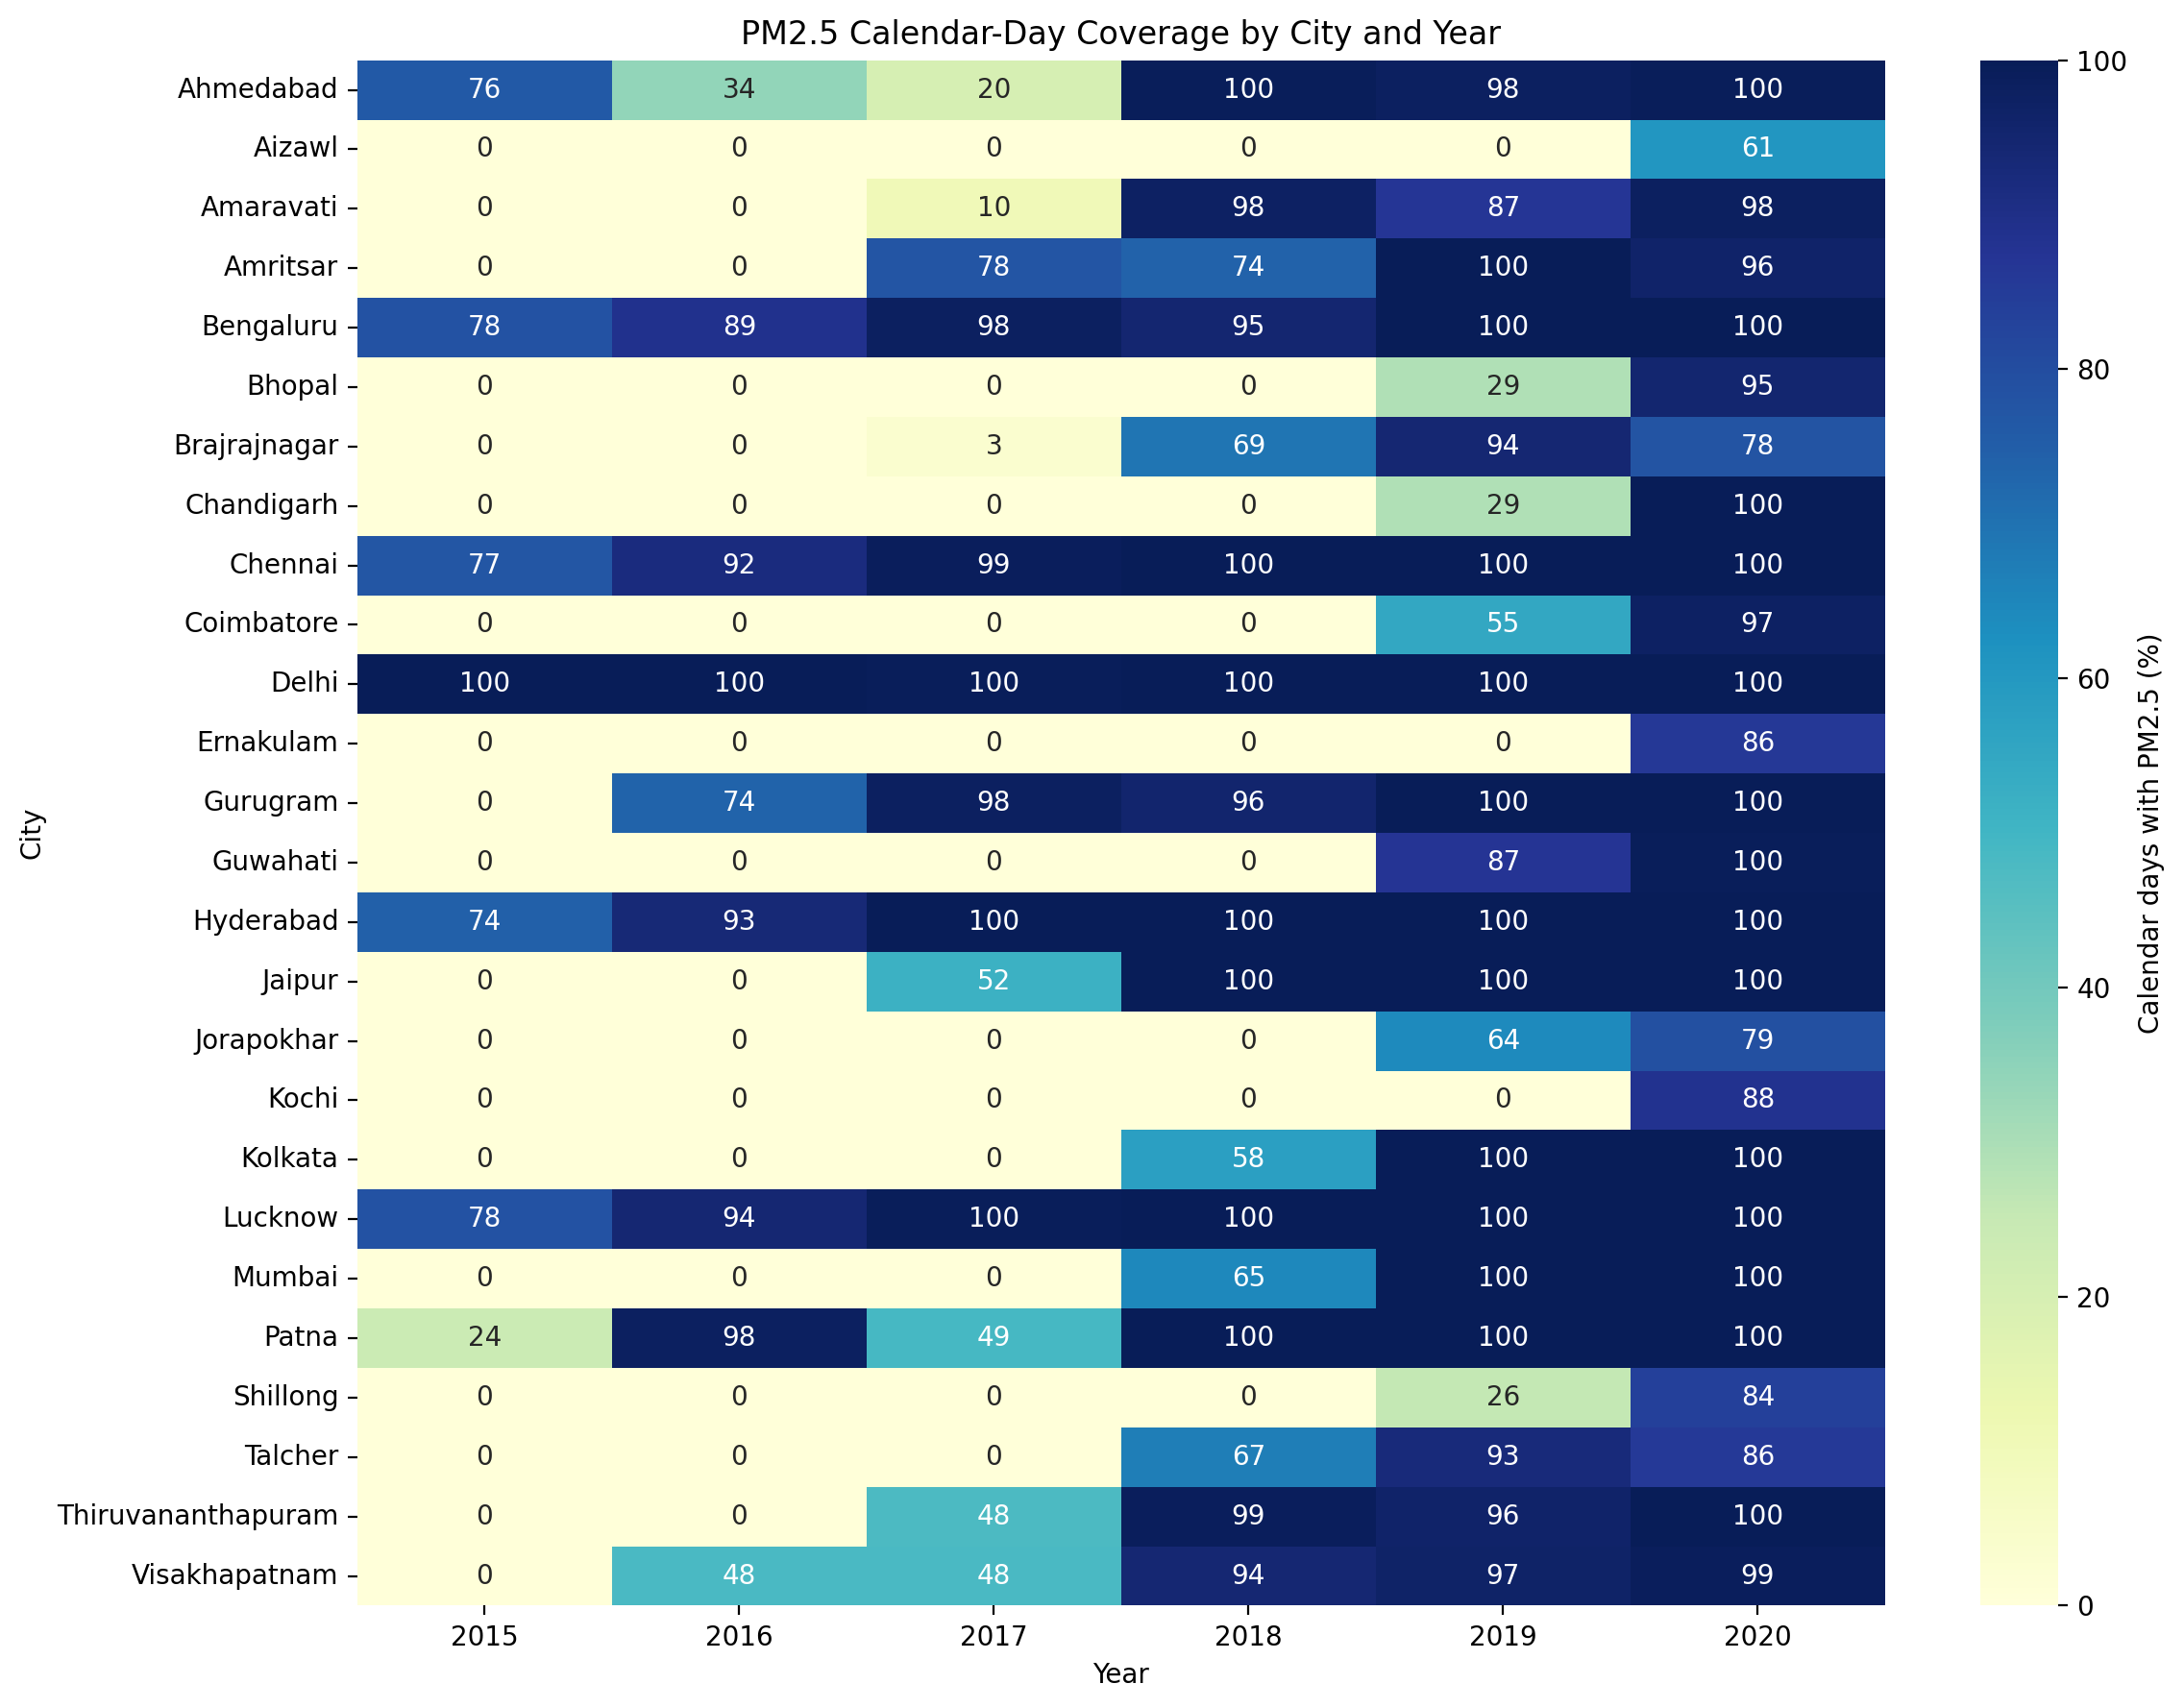 PM2.5 Calendar-Day Coverage by City and Year
Ahmedabad 76 34 20 100 98 100
Aizawl 0 0 0 0 0 61
Amaravati 0 0 10 98 87 98
Amritsar 0 0 78 74 100 96
Bengaluru 78 89 98 95 100 100
Bhopal 0 0 0 0 29 95
Brajrajnagar 0 0 3 69 94 78
Chandigarh 0 0 0 0 29 100
Chennai 77 92 99 100 100 100
Coimbatore 0 0 0 0 55 97
Delhi 100 100 100 100 100 100
Ernakulam 0 0 0 0 0 86
Gurugram 0 74 98 96 100 100
Guwahati 0 0 0 0 87 100
Hyderabad 74 93 100 100 100 100
Jaipur 0 0 52 100 100 100
Jorapokhar 0 0 0 0 64 79
Kochi 0 0 0 0 0 88
Kolkata 0 0 0 58 100 100
Lucknow 78 94 100 100 100 100
Mumbai 0 0 0 65 100 100
Patna 24 98 49 100 100 100
Shillong 0 0 0 0 26 84
Talcher 0 0 0 67 93 86
Thiruvananthapuram 0 0 48 99 96 100
Visakhapatnam 0 48 48 94 97 99
2015 2016 2017 2018 2019 2020
Year
City
100
80
60
40
20
0
Calendar days with PM2.5 (%)